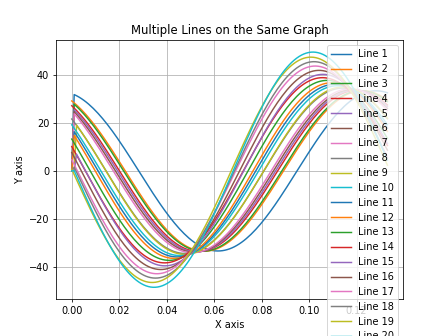 Multiple Lines on the Same Graph
Y axis
40
20
0
−20
−40
0.00
0.02
0.04
0.06
0.08
0.10
X axis
Line 1
Line 2
Line 3
Line 4
Line 5
Line 6
Line 7
Line 8
Line 9
Line 10
Line 11
Line 12
Line 13
Line 14
Line 15
Line 16
Line 17
Line 18
Line 19
Line 20